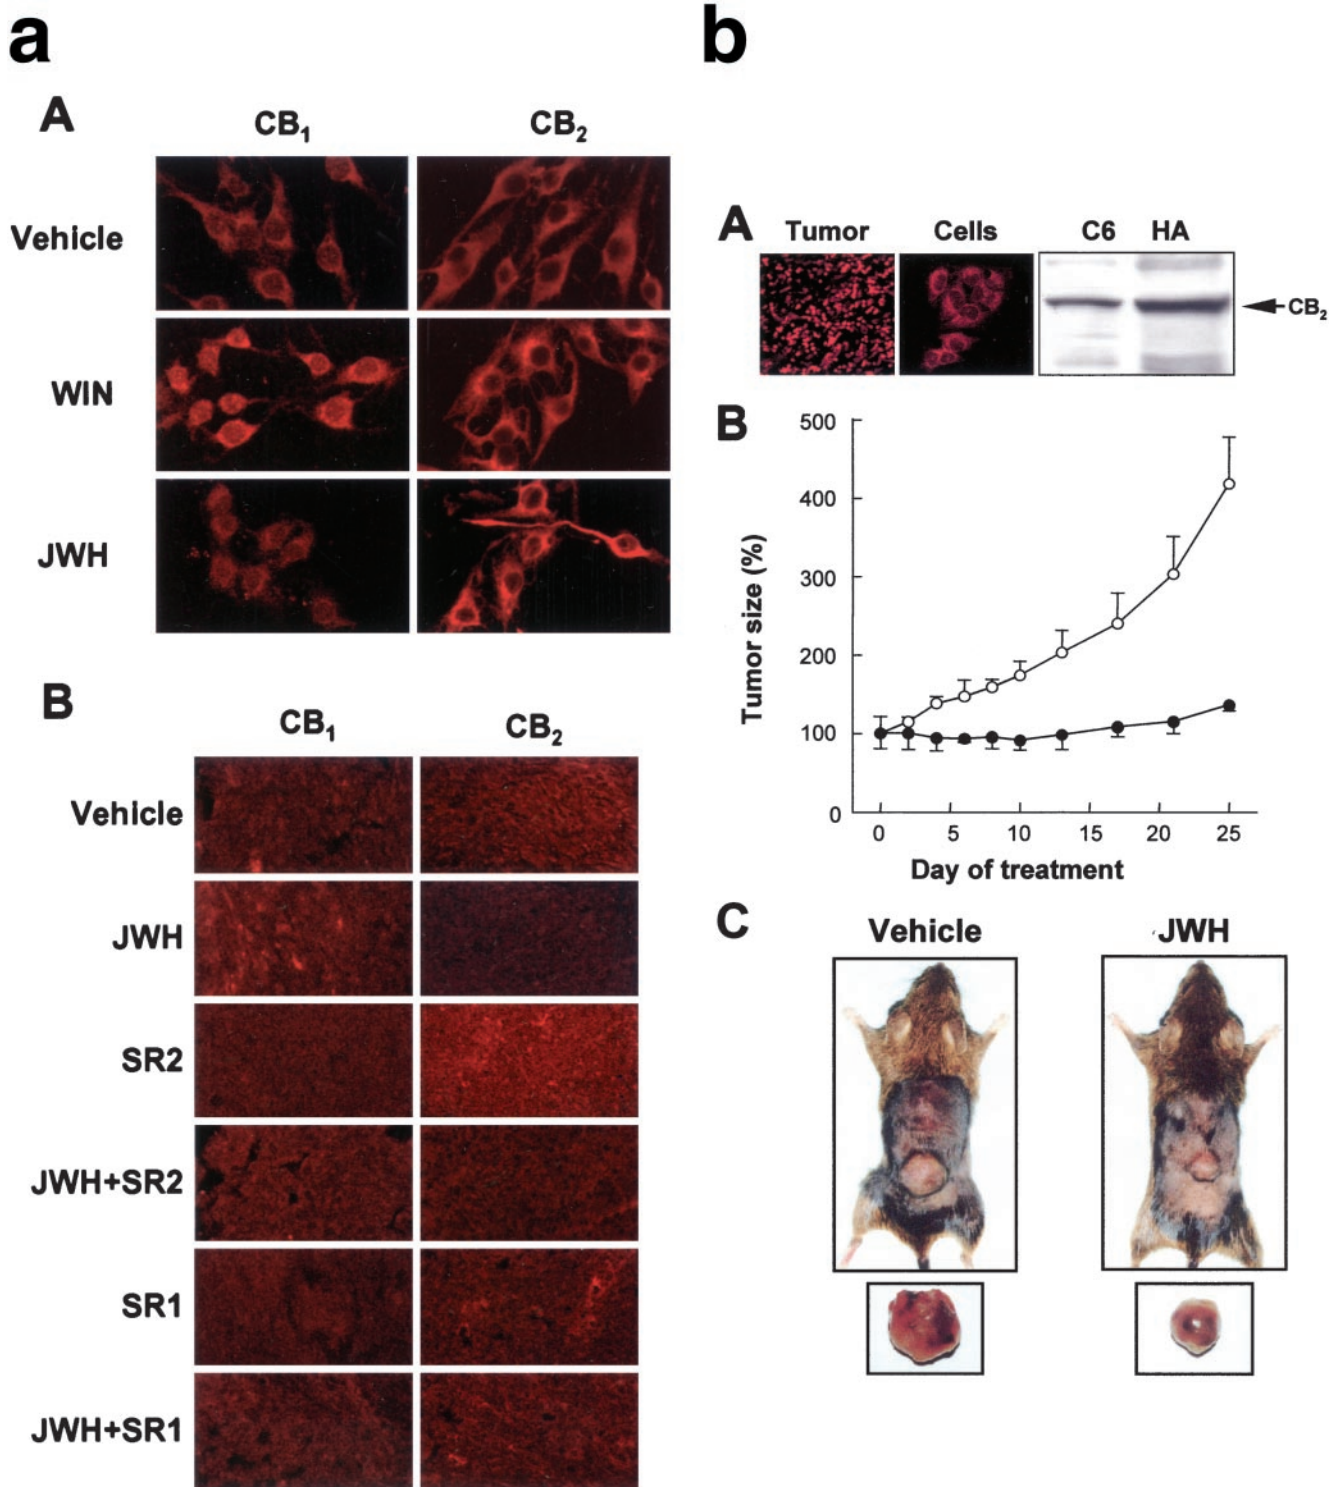 a
A
CB₁ CB₂
Vehicle
WIN
JWH
B
CB₁ CB₂
Vehicle
JWH
SR2
JWH+SR2
SR1
JWH+SR1
b
A Tumor Cells C6 HA
CB₂
B
500
400
300
200
100
0
Tumor size (%)
0 5 10 15 20 25
Day of treatment
C Vehicle JWH